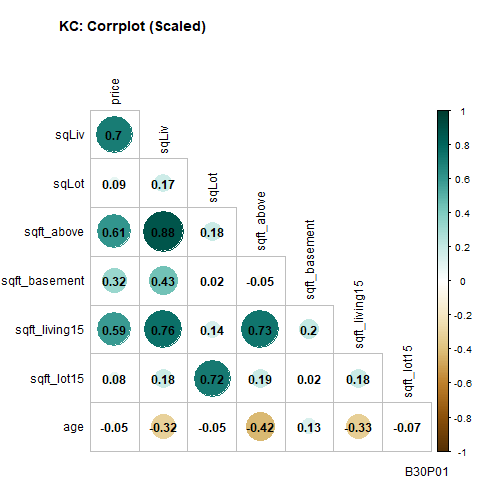 KC: Corrplot (Scaled)
price
sqLiv 0.7 sqLiv
sqLot 0.09 0.17 sqLot
sqft_above 0.61 0.88 0.18 sqft_above
sqft_basement 0.32 0.43 0.02 -0.05 sqft_basement
sqft_living15 0.59 0.76 0.14 0.73 0.2 sqft_living15
sqft_lot15 0.08 0.18 0.72 0.19 0.02 0.18 sqft_lot15
age -0.05 -0.32 -0.05 -0.42 0.13 -0.33 -0.07
1
0.8
0.6
0.4
0.2
0
-0.2
-0.4
-0.6
-0.8
-1
B30P01